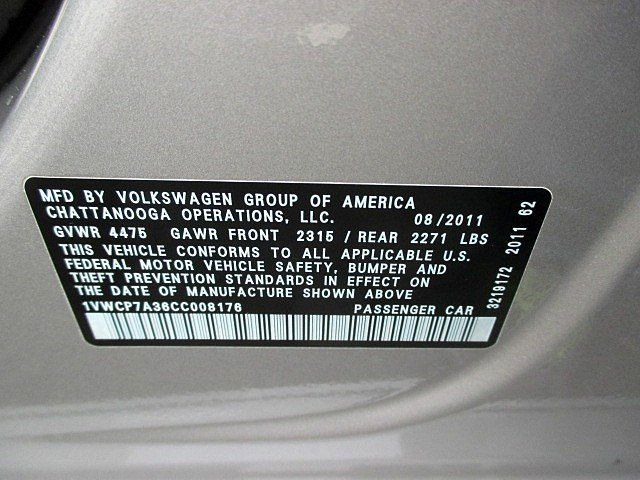 MFD BY VOLKSWAGEN GROUP OF AMERICA
CHATTANOOGA OPERATIONS, LLC. 08/2011
GVWR 4475 GAWR FRONT 2315 / REAR 2271 LBS
THIS VEHICLE CONFORMS TO ALL APPLICABLE U.S.
FEDERAL MOTOR VEHICLE SAFETY, BUMPER AND
THEFT PREVENTION STANDARDS IN EFFECT ON
THE DATE OF MANUFACTURE SHOWN ABOVE
1VWCP7A36CC008176 PASSENGER CAR
3219172 2011 62